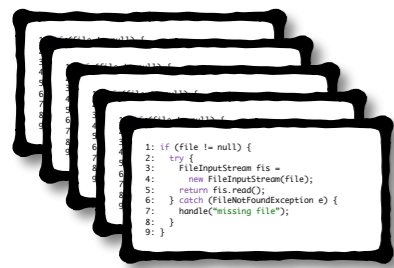 1: if (file != null) {
2:   try {
3:     FileInputStream fis =
4:       new FileInputStream(file);
5:     return fis.read();
6:   } catch (FileNotFoundException e) {
7:     handle("missing file");
8:   }
9: }